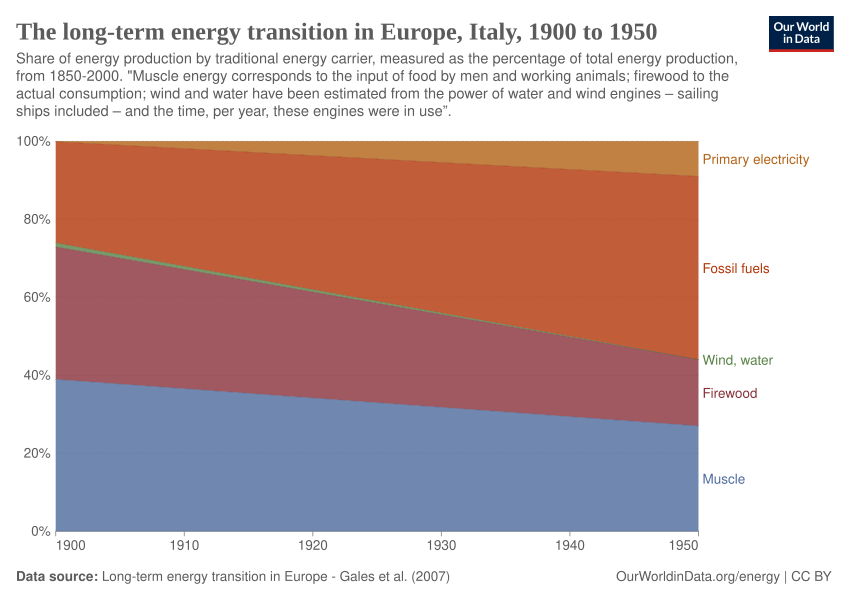 The long-term energy transition in Europe, Italy, 1900 to 1950
Our World
in Data
Share of energy production by traditional energy carrier, measured as the percentage of total energy production,
from 1850-2000. "Muscle energy corresponds to the input of food by men and working animals; firewood to the
actual consumption; wind and water have been estimated from the power of water and wind engines – sailing
ships included – and the time, per year, these engines were in use”.
100%
80%
60%
40%
20%
0%
Primary electricity
Fossil fuels
Wind, water
Firewood
Muscle
1900 1910 1920 1930 1940 1950
Data source: Long-term energy transition in Europe - Gales et al. (2007)
OurWorldinData.org/energy | CC BY